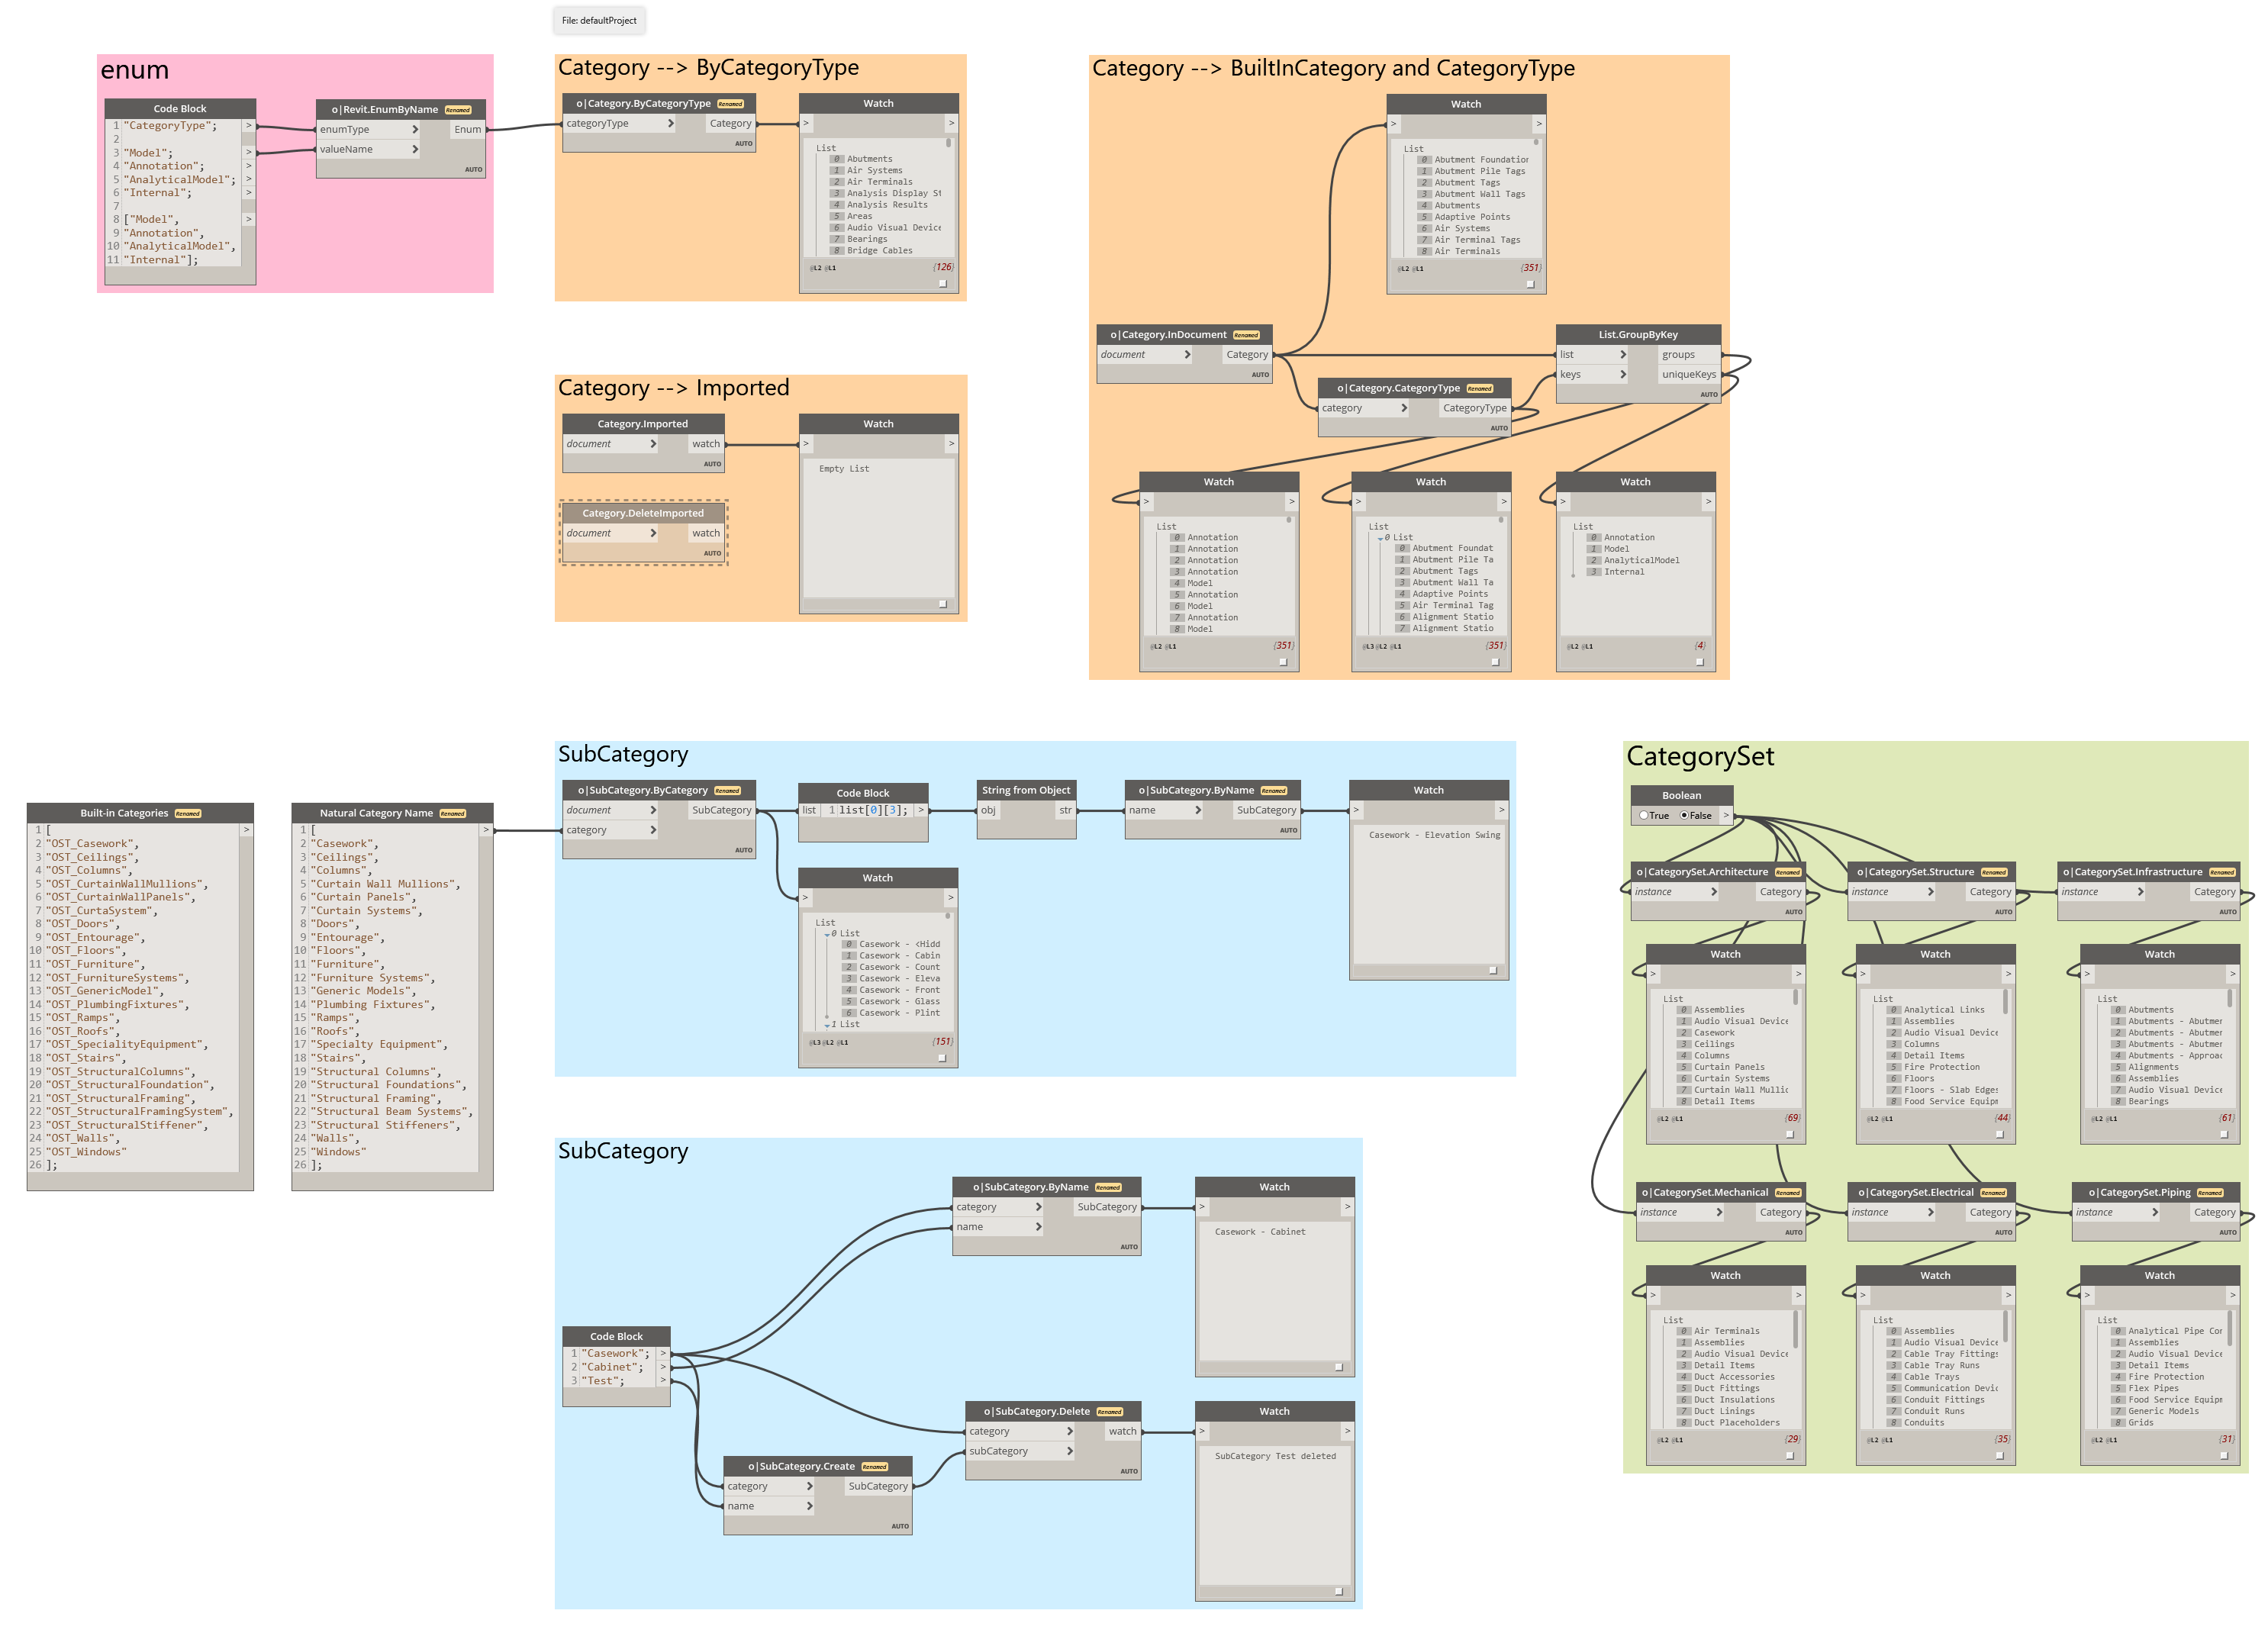 File: defaultProject
enum
Code Block
1 "CategoryType";
2
3 "Model";
4 "Annotation";
5 "AnalyticalModel";
6 "Internal";
7
8 ["Model",
9 "Annotation",
10 "AnalyticalModel",
11 "Internal"];
>
>
>
>
>
>
o|Revit.EnumByName Renamed
enumType > Enum
valueName >
AUTO
Category --> ByCategoryType
o|Category.ByCategoryType Renamed
categoryType > Category
AUTO
Watch
> >
List
0 Abutments
1 Air Systems
2 Air Terminals
3 Analysis Display St
4 Analysis Results
5 Areas
6 Audio Visual Device
7 Bearings
8 Bridge Cables
@L2 @L1 {126}
Category --> Imported
Category.Imported
document > watch
AUTO
Category.DeleteImported
document > watch
AUTO
Watch
> >
Empty List
Category --> BuiltInCategory and CategoryType
Watch
> >
List
0 Abutment Foundation
1 Abutment Pile Tags
2 Abutment Tags
3 Abutment Wall Tags
4 Abutments
5 Adaptive Points
6 Air Systems
7 Air Terminal Tags
8 Air Terminals
@L2 @L1 {351}
o|Category.InDocument Renamed
document > Category
AUTO
o|Category.CategoryType Renamed
category > CategoryType
AUTO
List.GroupByKey
list > groups
keys > uniqueKeys
AUTO
Watch
> >
List
0 Annotation
1 Annotation
2 Annotation
3 Annotation
4 Model
5 Annotation
6 Model
7 Annotation
8 Model
@L2 @L1 {351}
Watch
> >
List
0 List
0 Abutment Foundat
1 Abutment Pile Ta
2 Abutment Tags
3 Abutment Wall Ta
4 Adaptive Points
5 Air Terminal Tag
6 Alignment Statio
7 Alignment Statio
@L3 @L2 @L1 {351}
Watch
> >
List
0 Annotation
1 Model
2 AnalyticalModel
3 Internal
@L2 @L1 {4}
Built-in Categories Renamed
1 [ >
2 "OST_Casework",
3 "OST_Ceilings",
4 "OST_Columns",
5 "OST_CurtainWallMullions",
6 "OST_CurtainWallPanels",
7 "OST_CurtaSystem",
8 "OST_Doors",
9 "OST_Entourage",
10 "OST_Floors",
11 "OST_Furniture",
12 "OST_FurnitureSystems",
13 "OST_GenericModel",
14 "OST_PlumbingFixtures",
15 "OST_Ramps",
16 "OST_Roofs",
17 "OST_SpecialityEquipment",
18 "OST_Stairs",
19 "OST_StructuralColumns",
20 "OST_StructuralFoundation",
21 "OST_StructuralFraming",
22 "OST_StructuralFramingSystem",
23 "OST_StructuralStiffener",
24 "OST_Walls",
25 "OST_Windows"
26 ];
Natural Category Name Renamed
1 [ >
2 "Casework",
3 "Ceilings",
4 "Columns",
5 "Curtain Wall Mullions",
6 "Curtain Panels",
7 "Curtain Systems",
8 "Doors",
9 "Entourage",
10 "Floors",
11 "Furniture",
12 "Furniture Systems",
13 "Generic Models",
14 "Plumbing Fixtures",
15 "Ramps",
16 "Roofs",
17 "Specialty Equipment",
18 "Stairs",
19 "Structural Columns",
20 "Structural Foundations",
21 "Structural Framing",
22 "Structural Beam Systems",
23 "Structural Stiffeners",
24 "Walls",
25 "Windows"
26 ];
SubCategory
o|SubCategory.ByCategory Renamed
document > SubCategory
category >
AUTO
Code Block
list 1 list[0][3]; >
String from Object
obj str
AUTO
o|SubCategory.ByName Renamed
name > SubCategory
AUTO
Watch
> >
Casework - Elevation Swing
Watch
> >
List
0 List
0 Casework - <Hidd
1 Casework - Cabin
2 Casework - Count
3 Casework - Eleva
4 Casework - Front
5 Casework - Glass
6 Casework - Plint
1 List
@L3 @L2 @L1 {151}
SubCategory
o|SubCategory.ByName Renamed
category > SubCategory
name >
AUTO
Watch
> >
Casework - Cabinet
Code Block
1 "Casework"; >
2 "Cabinet"; >
3 "Test"; >
o|SubCategory.Create Renamed
category > SubCategory
name >
AUTO
o|SubCategory.Delete Renamed
category > watch
subCategory >
AUTO
Watch
> >
SubCategory Test deleted
CategorySet
Boolean
True False >
o|CategorySet.Architecture Renamed
instance > Category
AUTO
o|CategorySet.Structure Renamed
instance > Category
AUTO
o|CategorySet.Infrastructure Renamed
instance > Category
AUTO
Watch
> >
List
0 Assemblies
1 Audio Visual Device
2 Casework
3 Ceilings
4 Columns
5 Curtain Panels
6 Curtain Systems
7 Curtain Wall Mullic
8 Detail Items
@L2 @L1 {69}
Watch
> >
List
0 Analytical Links
1 Assemblies
2 Audio Visual Device
3 Columns
4 Detail Items
5 Fire Protection
6 Floors
7 Floors - Slab Edges
8 Food Service Equipm
@L2 @L1 {44}
Watch
> >
List
0 Abutments
1 Abutments - Abutmer
2 Abutments - Abutmer
3 Abutments - Abutmer
4 Abutments - Approac
5 Alignments
6 Assemblies
7 Audio Visual Device
8 Bearings
@L2 @L1 {61}
o|CategorySet.Mechanical Renamed
instance > Category
AUTO
o|CategorySet.Electrical Renamed
instance > Category
AUTO
o|CategorySet.Piping Renamed
instance > Category
AUTO
Watch
> >
List
0 Air Terminals
1 Assemblies
2 Audio Visual Device
3 Detail Items
4 Duct Accessories
5 Duct Fittings
6 Duct Insulations
7 Duct Linings
8 Duct Placeholders
@L2 @L1 {29}
Watch
> >
List
0 Assemblies
1 Audio Visual Device
2 Cable Tray Fittings
3 Cable Tray Runs
4 Cable Trays
5 Communication Devic
6 Conduit Fittings
7 Conduit Runs
8 Conduits
@L2 @L1 {35}
Watch
> >
List
0 Analytical Pipe Cor
1 Assemblies
2 Audio Visual Device
3 Detail Items
4 Fire Protection
5 Flex Pipes
6 Food Service Equipm
7 Generic Models
8 Grids
@L2 @L1 {31}